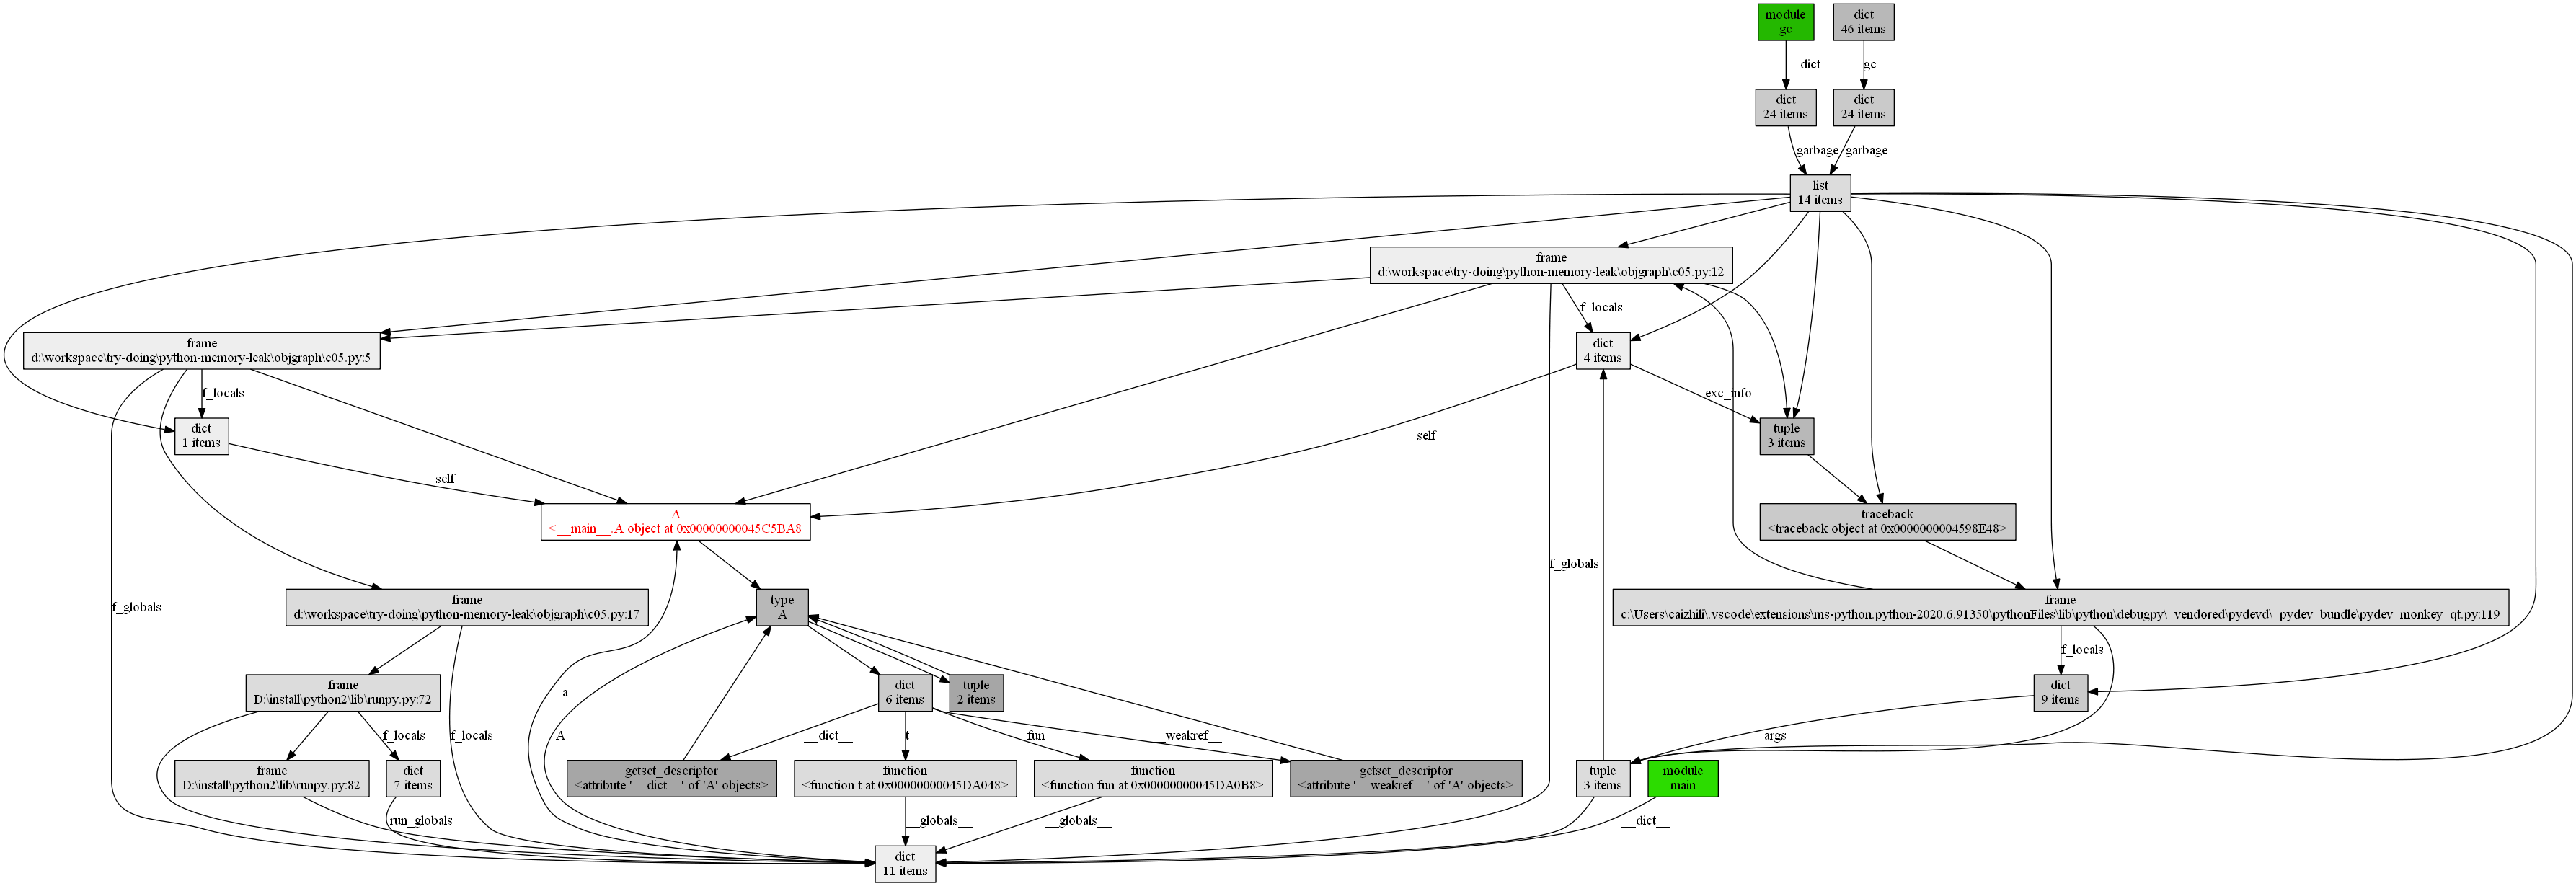 module
gc
dict
46 items
__dict__
gc
dict
24 items
dict
24 items
garbage
garbage
list
14 items
frame
d:\workspace\try-doing\python-memory-leak\objgraph\c05.py:12
f_locals
frame
d:\workspace\try-doing\python-memory-leak\objgraph\c05.py:5
dict
4 items
f_locals
exc_info
dict
1 items
self
tuple
3 items
self
A
<__main__.A object at 0x00000000045C5BA8
traceback
<traceback object at 0x0000000004598E48>
f_globals
f_globals
frame
d:\workspace\try-doing\python-memory-leak\objgraph\c05.py:17
type
A
frame
c:\Users\caizhili\.vscode\extensions\ms-python.python-2020.6.91350\pythonFiles\lib\python\debugpy\_vendored\pydevd\_pydev_bundle\pydev_monkey_qt.py:119
f_locals
frame
D:\install\python2\lib\runpy.py:72
a
dict
6 items
tuple
2 items
dict
9 items
f_locals
f_locals
A
__dict__
t
fun
__weakref__
args
frame
D:\install\python2\lib\runpy.py:82
dict
7 items
getset_descriptor
<attribute '__dict__' of 'A' objects>
function
<function t at 0x00000000045DA048>
function
<function fun at 0x00000000045DA0B8>
getset_descriptor
<attribute '__weakref__' of 'A' objects>
tuple
3 items
module
__main__
run_globals
__globals__
__globals__
__dict__
dict
11 items